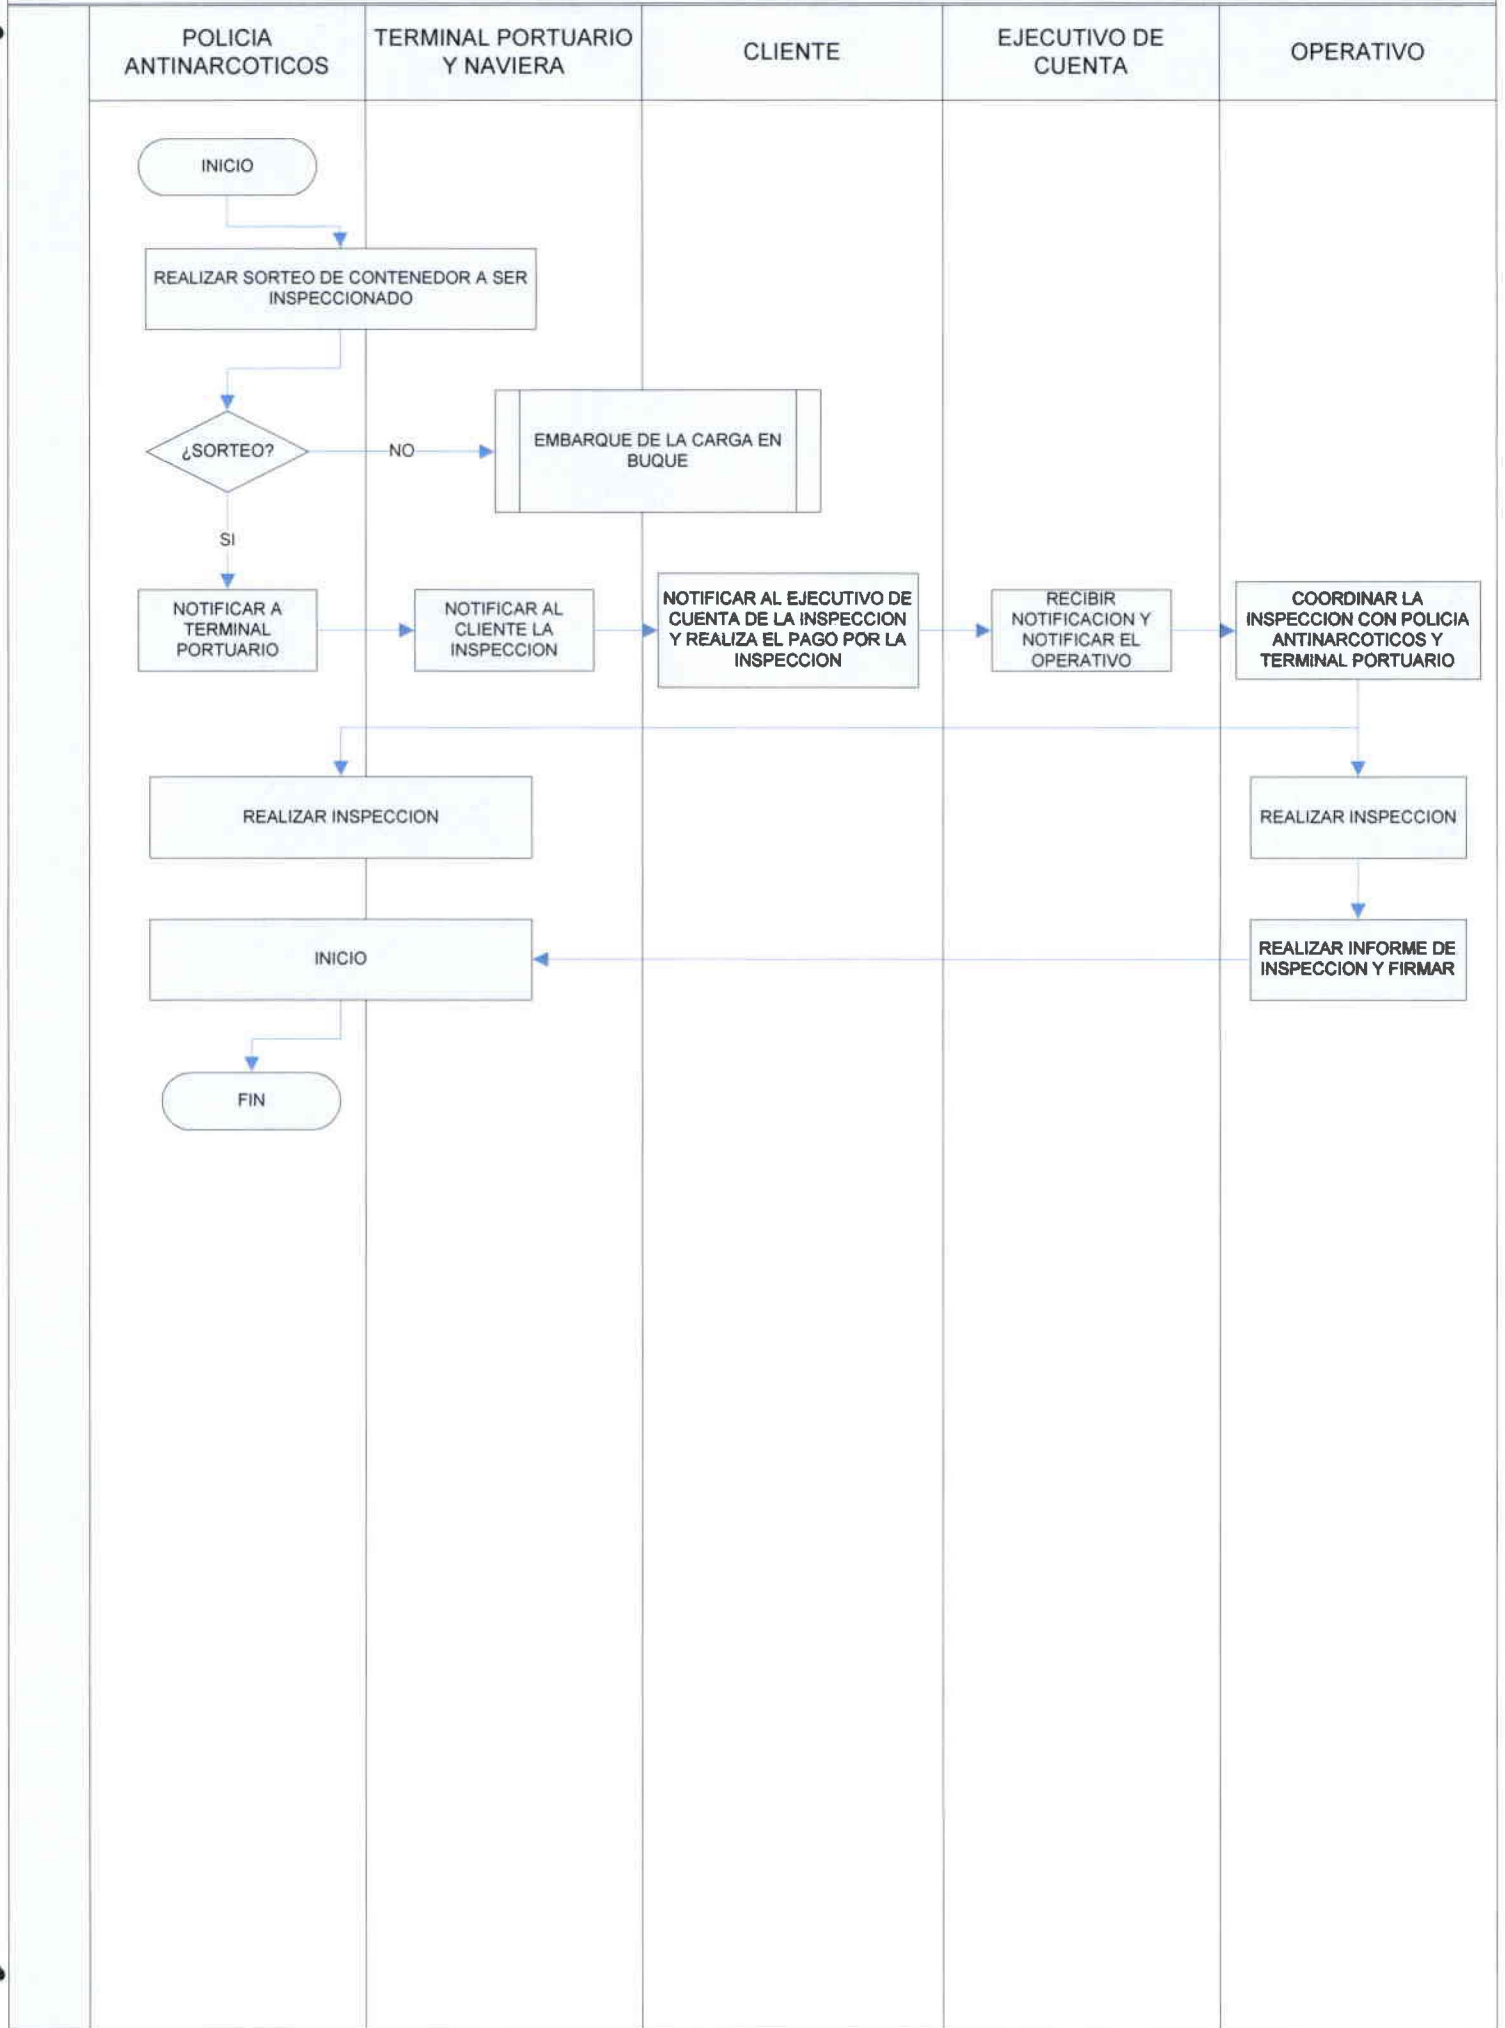 POLICIA
ANTINARCOTICOS
TERMINAL PORTUARIO
Y NAVIERA
CLIENTE
EJECUTIVO DE
CUENTA
OPERATIVO
INICIO
REALIZAR SORTEO DE CONTENEDOR A SER
INSPECCIONADO
¿SORTEO?
NO
EMBARQUE DE LA CARGA EN
BUQUE
SI
NOTIFICAR A
TERMINAL
PORTUARIO
NOTIFICAR AL
CLIENTE LA
INSPECCION
NOTIFICAR AL EJECUTIVO DE
CUENTA DE LA INSPECCION
Y REALIZA EL PAGO POR LA
INSPECCION
RECIBIR
NOTIFICACION Y
NOTIFICAR EL
OPERATIVO
COORDINAR LA
INSPECCION CON POLICIA
ANTINARCOTICOS Y
TERMINAL PORTUARIO
REALIZAR INSPECCION
REALIZAR INSPECCION
INICIO
REALIZAR INFORME DE
INSPECCION Y FIRMAR
FIN